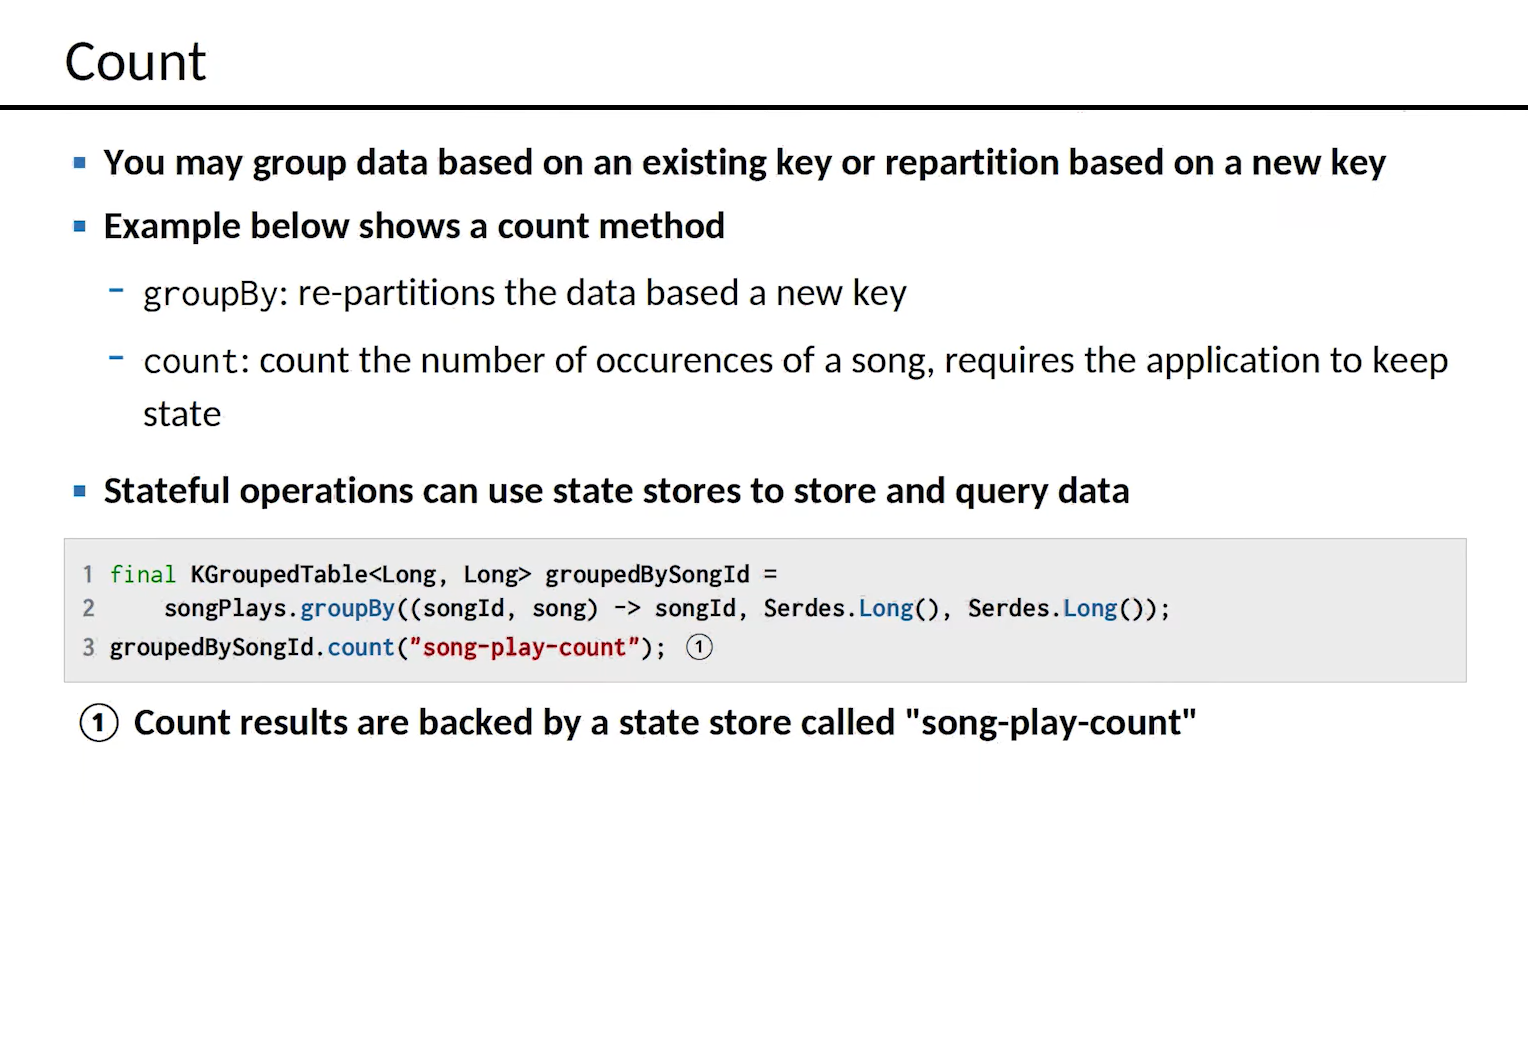 Count
▪ You may group data based on an existing key or repartition based on a new key
▪ Example below shows a count method
– groupBy: re-partitions the data based a new key
– count: count the number of occurences of a song, requires the application to keep
state
▪ Stateful operations can use state stores to store and query data
1 final KGroupedTable<Long, Long> groupedBySongId =
2     songPlays.groupBy((songId, song) -> songId, Serdes.Long(), Serdes.Long());
3 groupedBySongId.count("song-play-count"); ①
① Count results are backed by a state store called "song-play-count"